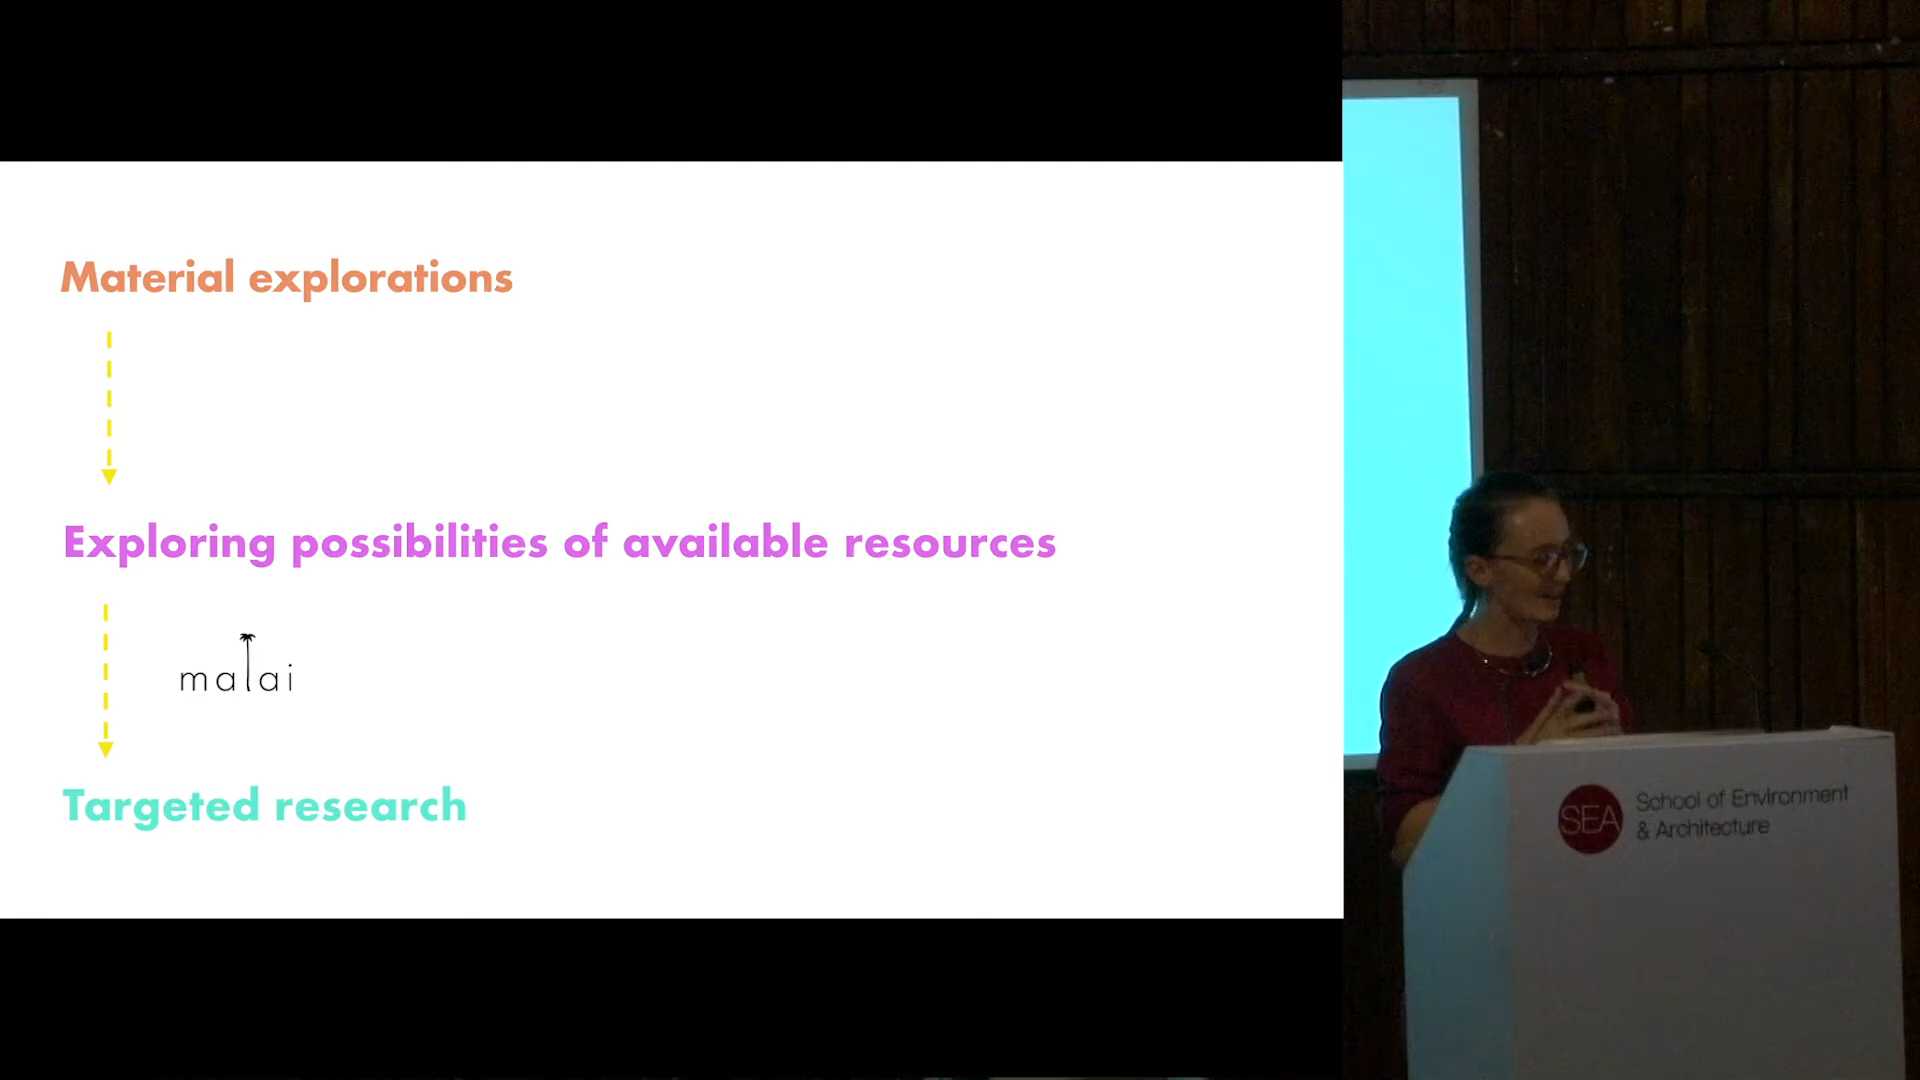 Material explorations
Exploring possibilities of available resources
malai
Targeted research
SEA
School of Environment
& Architecture